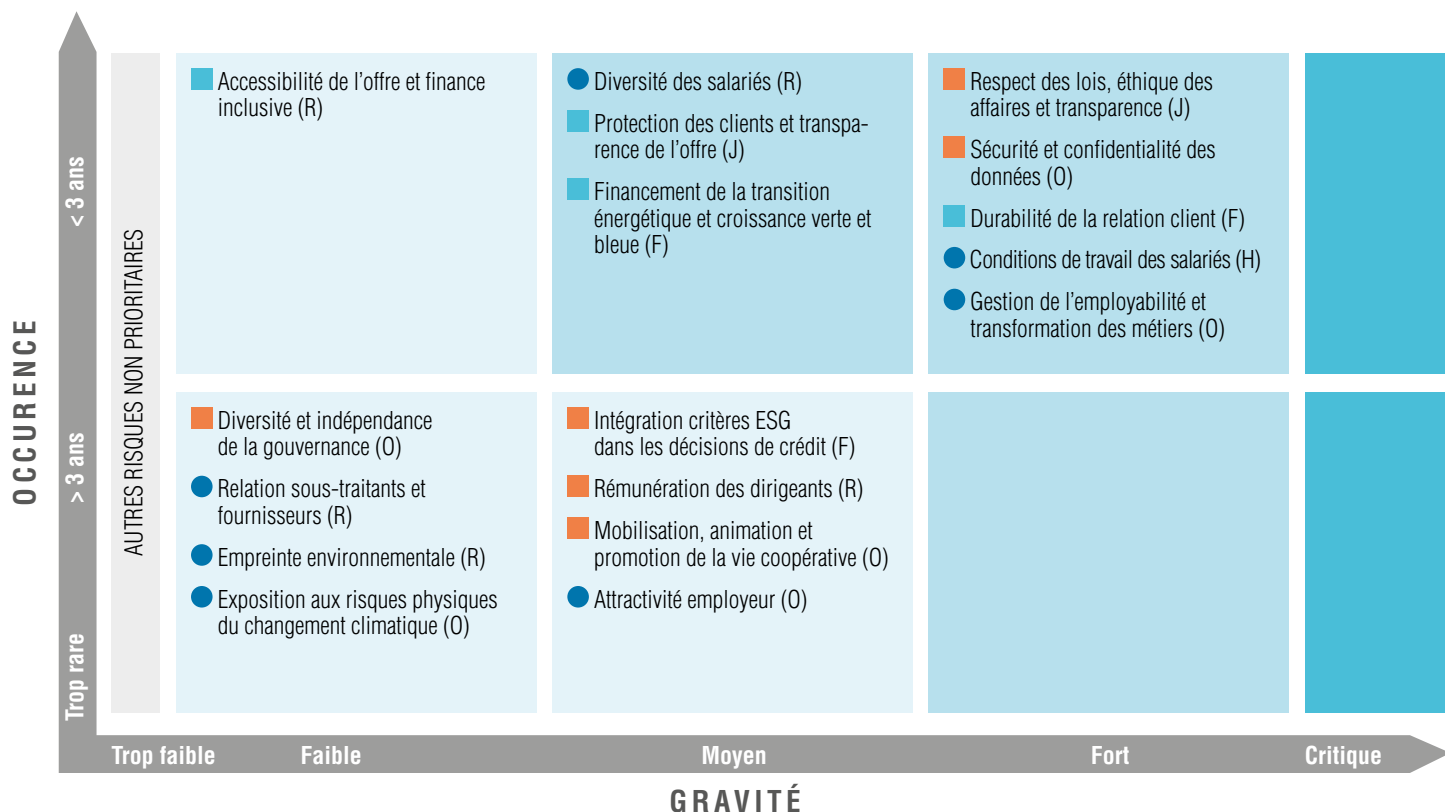 OCCURENCE
< 3 ans
> 3 ans
Trop rare
AUTRES RISQUES NON PRIORITAIRES
Accessibilité de l’offre et finance
inclusive (R)
Diversité des salariés (R)
Protection des clients et transpa-
rence de l’offre (J)
Financement de la transition
énergétique et croissance verte et
bleue (F)
Respect des lois, éthique des
affaires et transparence (J)
Sécurité et confidentialité des
données (O)
Durabilité de la relation client (F)
Conditions de travail des salariés (H)
Gestion de l’employabilité et
transformation des métiers (O)
Diversité et indépendance
de la gouvernance (O)
Relation sous-traitants et
fournisseurs (R)
Empreinte environnementale (R)
Exposition aux risques physiques
du changement climatique (O)
Intégration critères ESG
dans les décisions de crédit (F)
Rémunération des dirigeants (R)
Mobilisation, animation et
promotion de la vie coopérative (O)
Attractivité employeur (O)
Trop faible
Faible
Moyen
Fort
Critique
GRAVITÉ